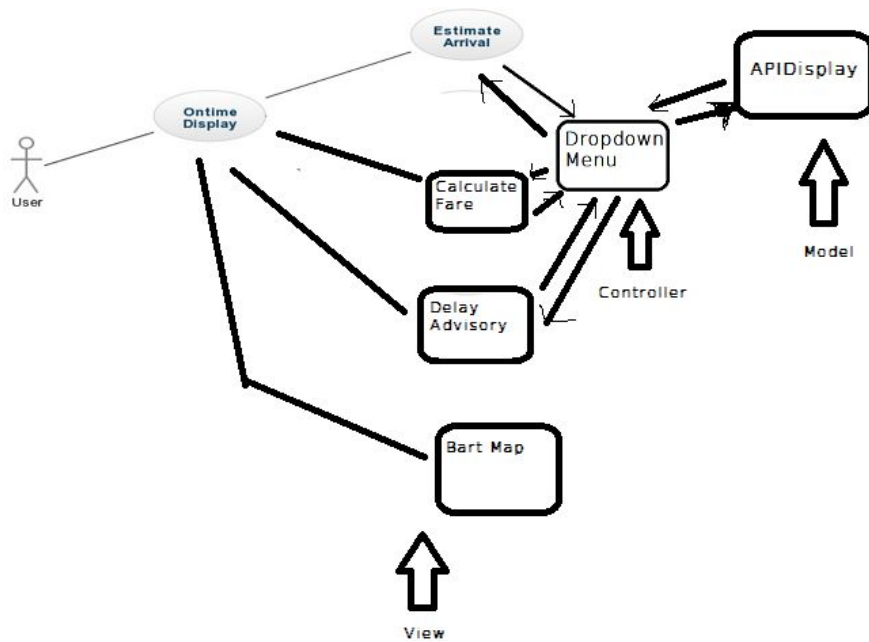 Estimate
Arrival
APIDisplay
Ontime
Display
Dropdown
Menu
User
Calculate
Fare
Model
Controller
Delay
Advisory
Bart Map
View